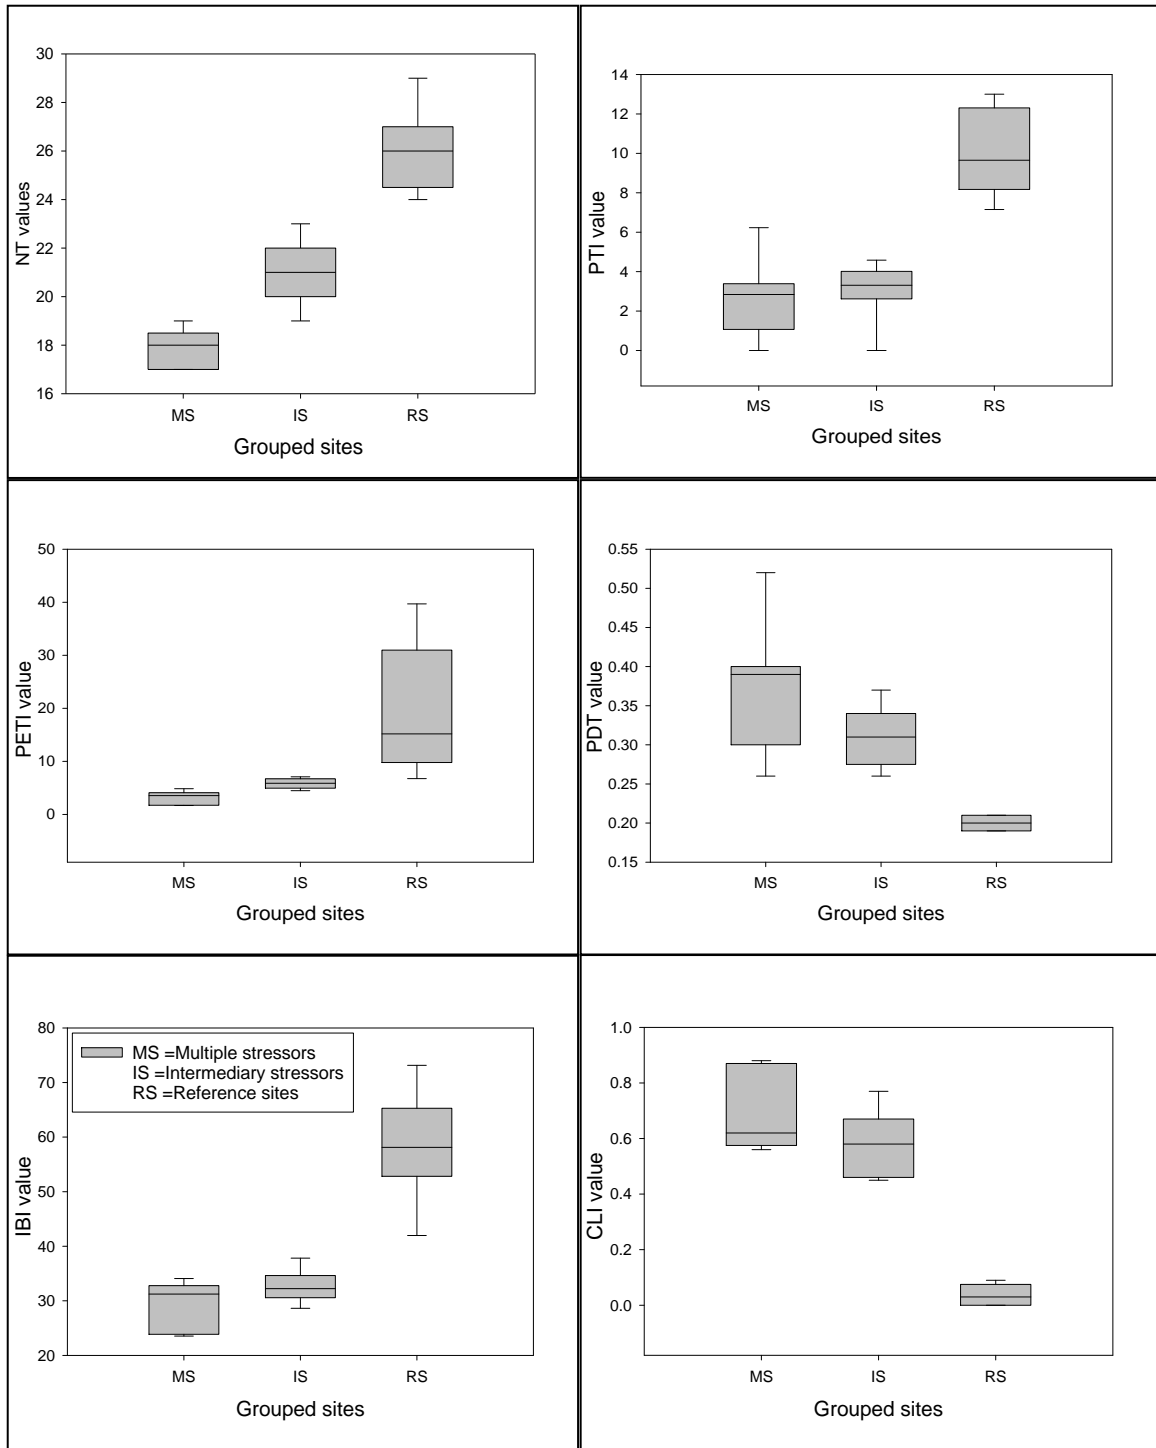 30
28
26
24
22
20
18
16
NT values
MS IS RS
Grouped sites
14
12
10
8
6
4
2
0
PTI value
MS IS RS
Grouped sites
50
40
30
20
10
0
PETI value
MS IS RS
Grouped sites
0.55
0.50
0.45
0.40
0.35
0.30
0.25
0.20
0.15
PDT value
MS IS RS
Grouped sites
80
70
60
50
40
30
20
IBI value
MS =Multiple stressors
IS =Intermediary stressors
RS =Reference sites
MS IS RS
Grouped sites
1.0
0.8
0.6
0.4
0.2
0.0
CLI value
MS IS RS
Grouped sites